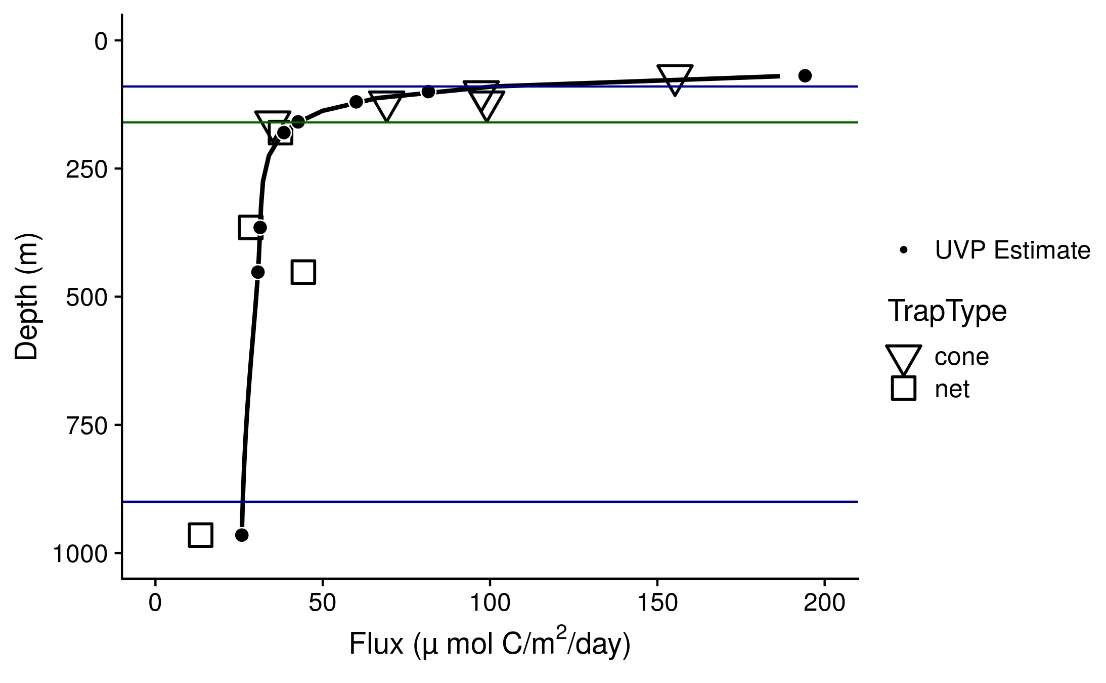 0
250
500
750
1000
Depth (m)
0 50 100 150 200
Flux (μ mol C/m²/day)
UVP Estimate
TrapType
cone
net